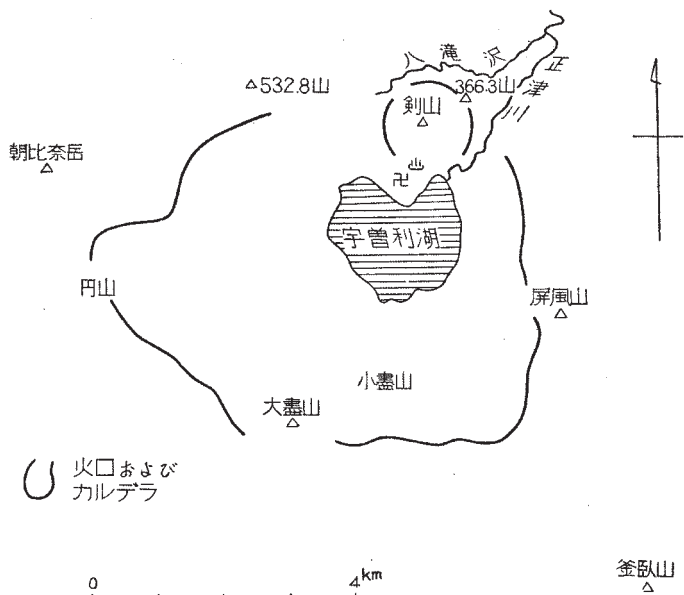 八滝沢
正津川
△532.8山
366.3山
剣山
朝比奈岳
卍
宇曽利湖
円山
屏風山
小盡山
大盡山
火口および
カルデラ
0 4km
釜臥山